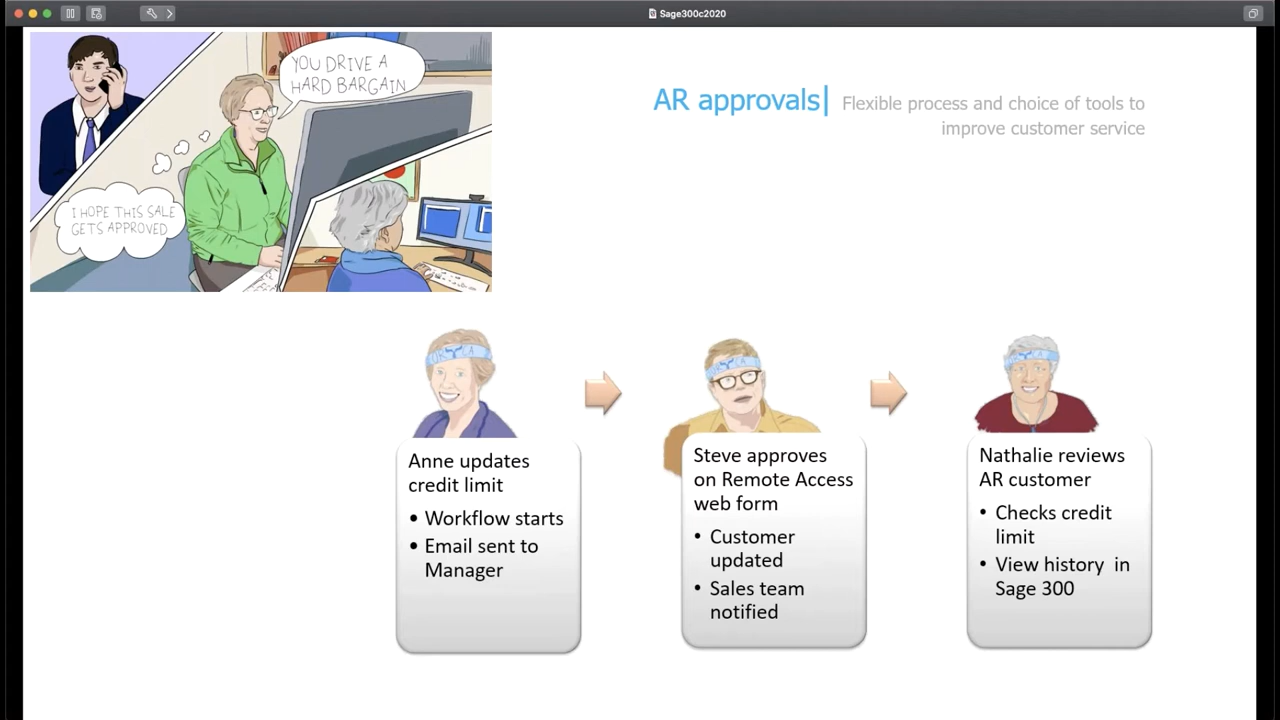 Sage300c2020
YOU DRIVE A
HARD BARGAIN
I HOPE THIS SALE
GETS APPROVED
AR approvals| Flexible process and choice of tools to
improve customer service
Anne updates
credit limit
• Workflow starts
• Email sent to
Manager
Steve approves
on Remote Access
web form
• Customer
updated
• Sales team
notified
Nathalie reviews
AR customer
• Checks credit
limit
• View history in
Sage 300